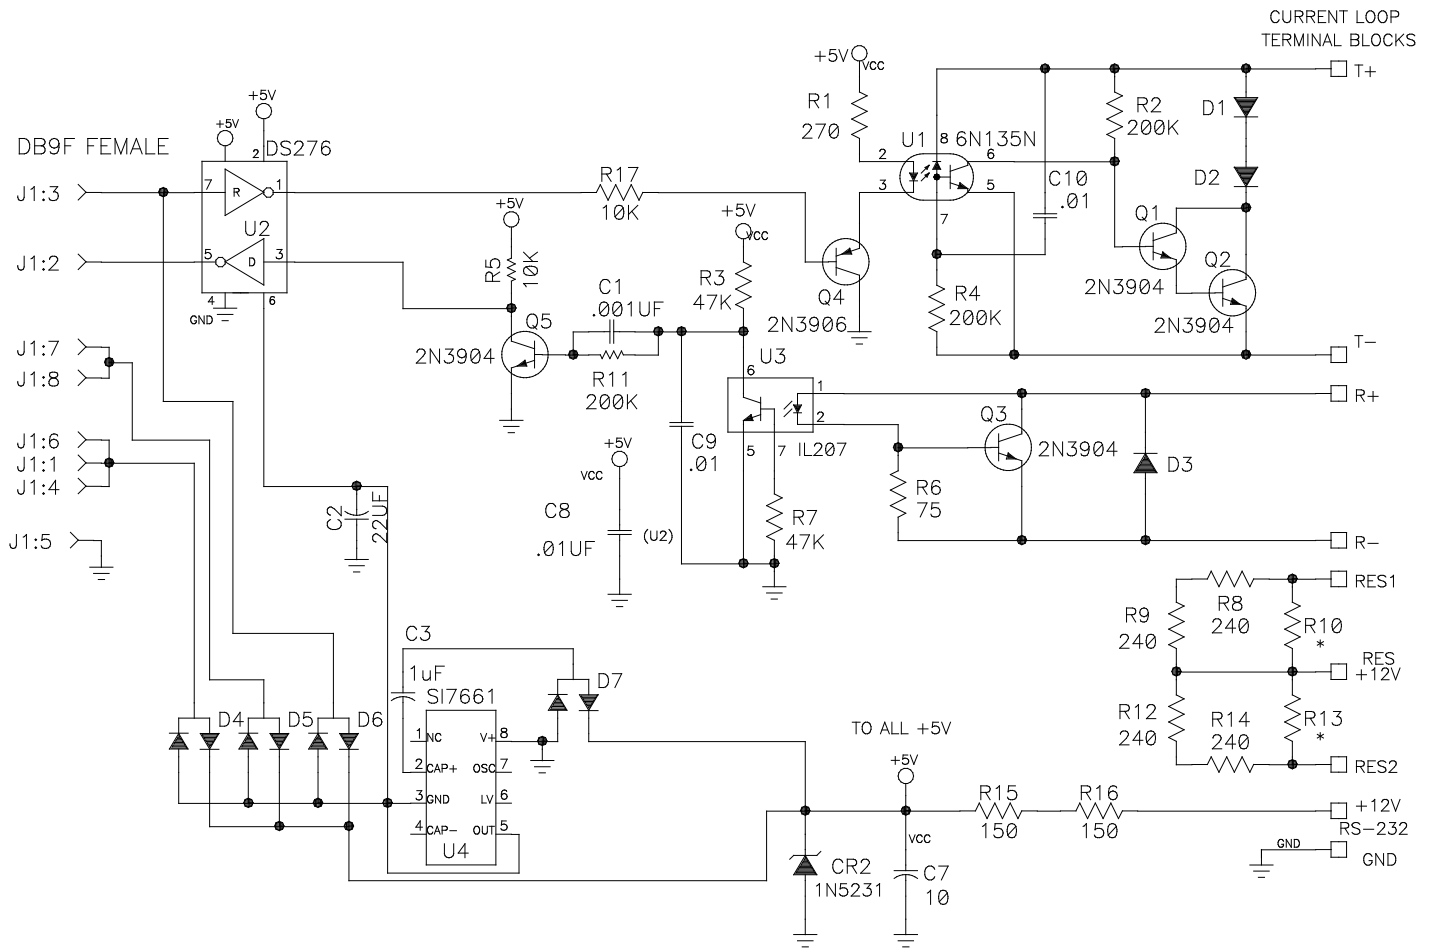 CURRENT LOOP
TERMINAL BLOCKS
DB9F FEMALE
J1:3
J1:2
J1:7
J1:8
J1:6
J1:1
J1:4
J1:5
+5V
+5V
2
DS276
7
R
1
U2
5
D
3
4
6
GND
R17
10K
+5V
R5
10K
Q5
2N3904
C1
.001UF
R11
200K
+5V
VCC
R3
47K
+5V
VCC
R1
270
U1
8
6N135N
2
3
6
5
7
Q4
2N3906
C10
.01
R4
200K
R2
200K
D1
D2
Q1
2N3904
Q2
2N3904
T+
T-
R+
R-
U3
6
1
2
5
7
IL207
C9
.01
R7
47K
Q3
2N3904
R6
75
D3
+5V
VCC
C8
.01UF
(U2)
C2
22UF
C3
1uF
SI7661
1
NC
V+
8
2
CAP+
OSC
7
3
GND
LV
6
4
CAP-
OUT
5
U4
D4
D5
D6
D7
TO ALL +5V
+5V
VCC
CR2
1N5231
C7
10
R15
150
R16
150
R8
240
R9
240
R10
*
R12
240
R14
240
R13
*
RES1
RES
+12V
RES2
+12V
RS-232
GND
GND